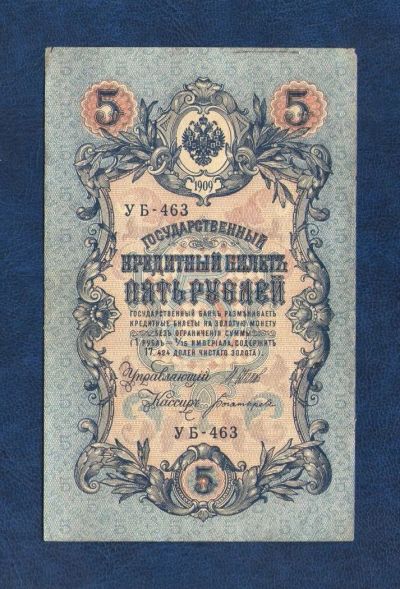 5 5
1909
УБ-463
ГОСУДАРСТВЕННЫЙ
КРЕДИТНЫЙ БИЛЕТЪ
ПЯТЬ РУБЛЕЙ
ГОСУДАРСТВЕННЫЙ БАНКЪ РАЗМѢНИВАЕТЪ
КРЕДИТНЫЕ БИЛЕТЫ НА ЗОЛОТУЮ МОНЕТУ
БЕЗЪ ОГРАНИЧЕНІЯ СУММЫ
(1 РУБЛЬ = 1/15 ИМПЕРІАЛА, СОДЕРЖИТЪ
17,424 ДОЛЕЙ ЧИСТАГО ЗОЛОТА).
Управляющій
Кассиръ
УБ-463
5